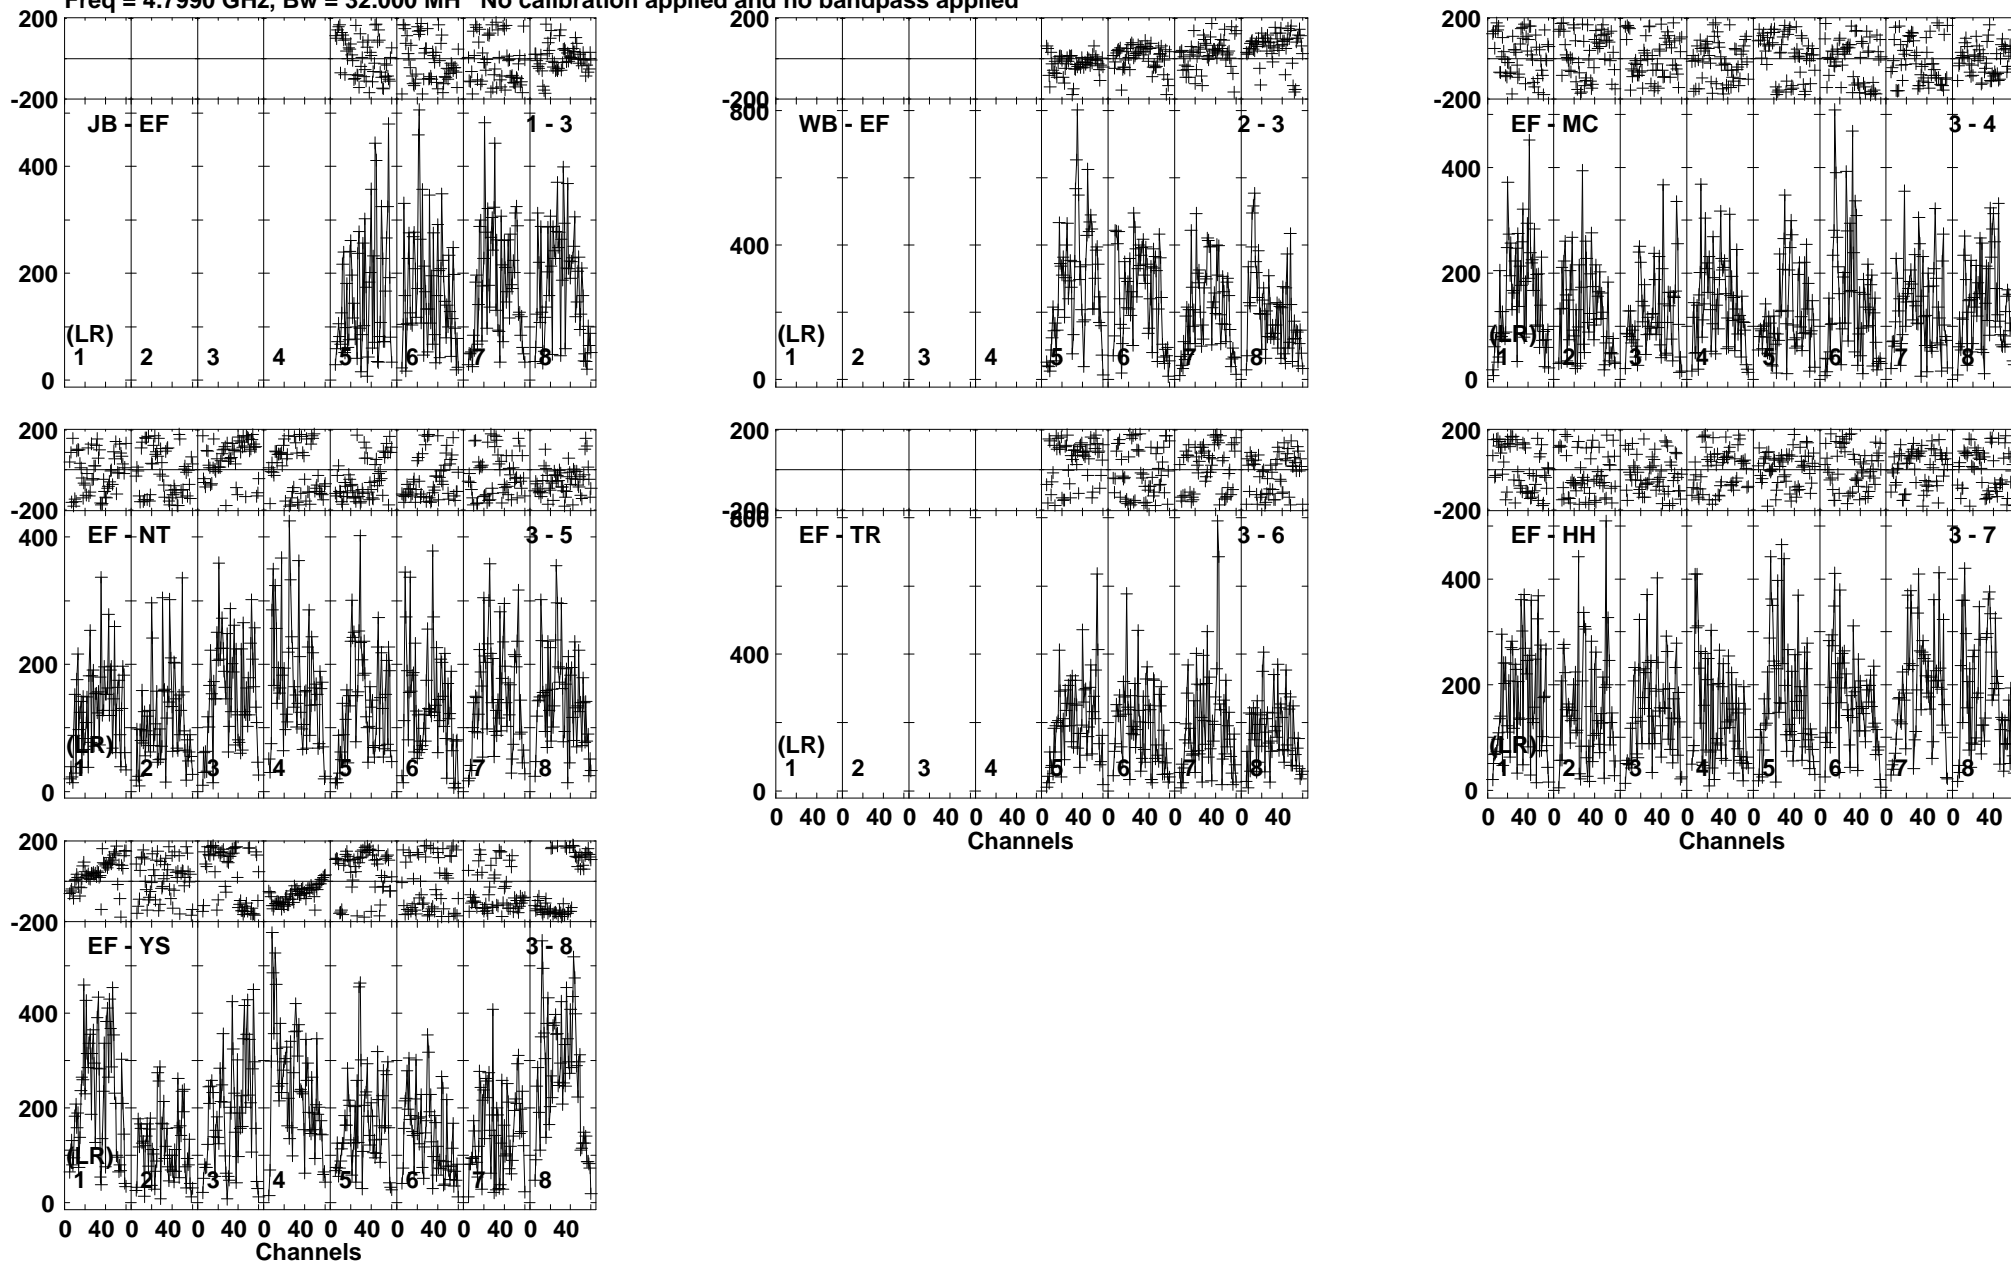 Freq = 4.7990 GHz, Bw = 32.000 MH No calibration applied and no bandpass applied
200
-200
JB - EF
1 - 3
400
200
0
(LR)
1 2 3 4 5 6 7 8
200
-200
800
WB - EF
2 - 3
400
0
(LR)
1 2 3 4 5 6 7 8
200
-200
EF - MC
3 - 4
400
200
0
(LR)
1 2 3 4 5 6 7 8
200
-200
400
EF - NT
3 - 5
200
0
(LR)
1 2 3 4 5 6 7 8
200
-200
800
EF - TR
3 - 6
400
0
(LR)
1 2 3 4 5 6 7 8
0 40 0 40 0 40 0 40 0 40 0 40 0 40 0 40
Channels
200
-200
EF - HH
3 - 7
400
200
0
(LR)
1 2 3 4 5 6 7 8
0 40 0 40 0 40 0 40 0 40 0 40 0 40 0 40
Channels
200
-200
EF - YS
3 - 8
400
200
0
(LR)
1 2 3 4 5 6 7 8
0 40 0 40 0 40 0 40 0 40 0 40 0 40 0 40
Channels